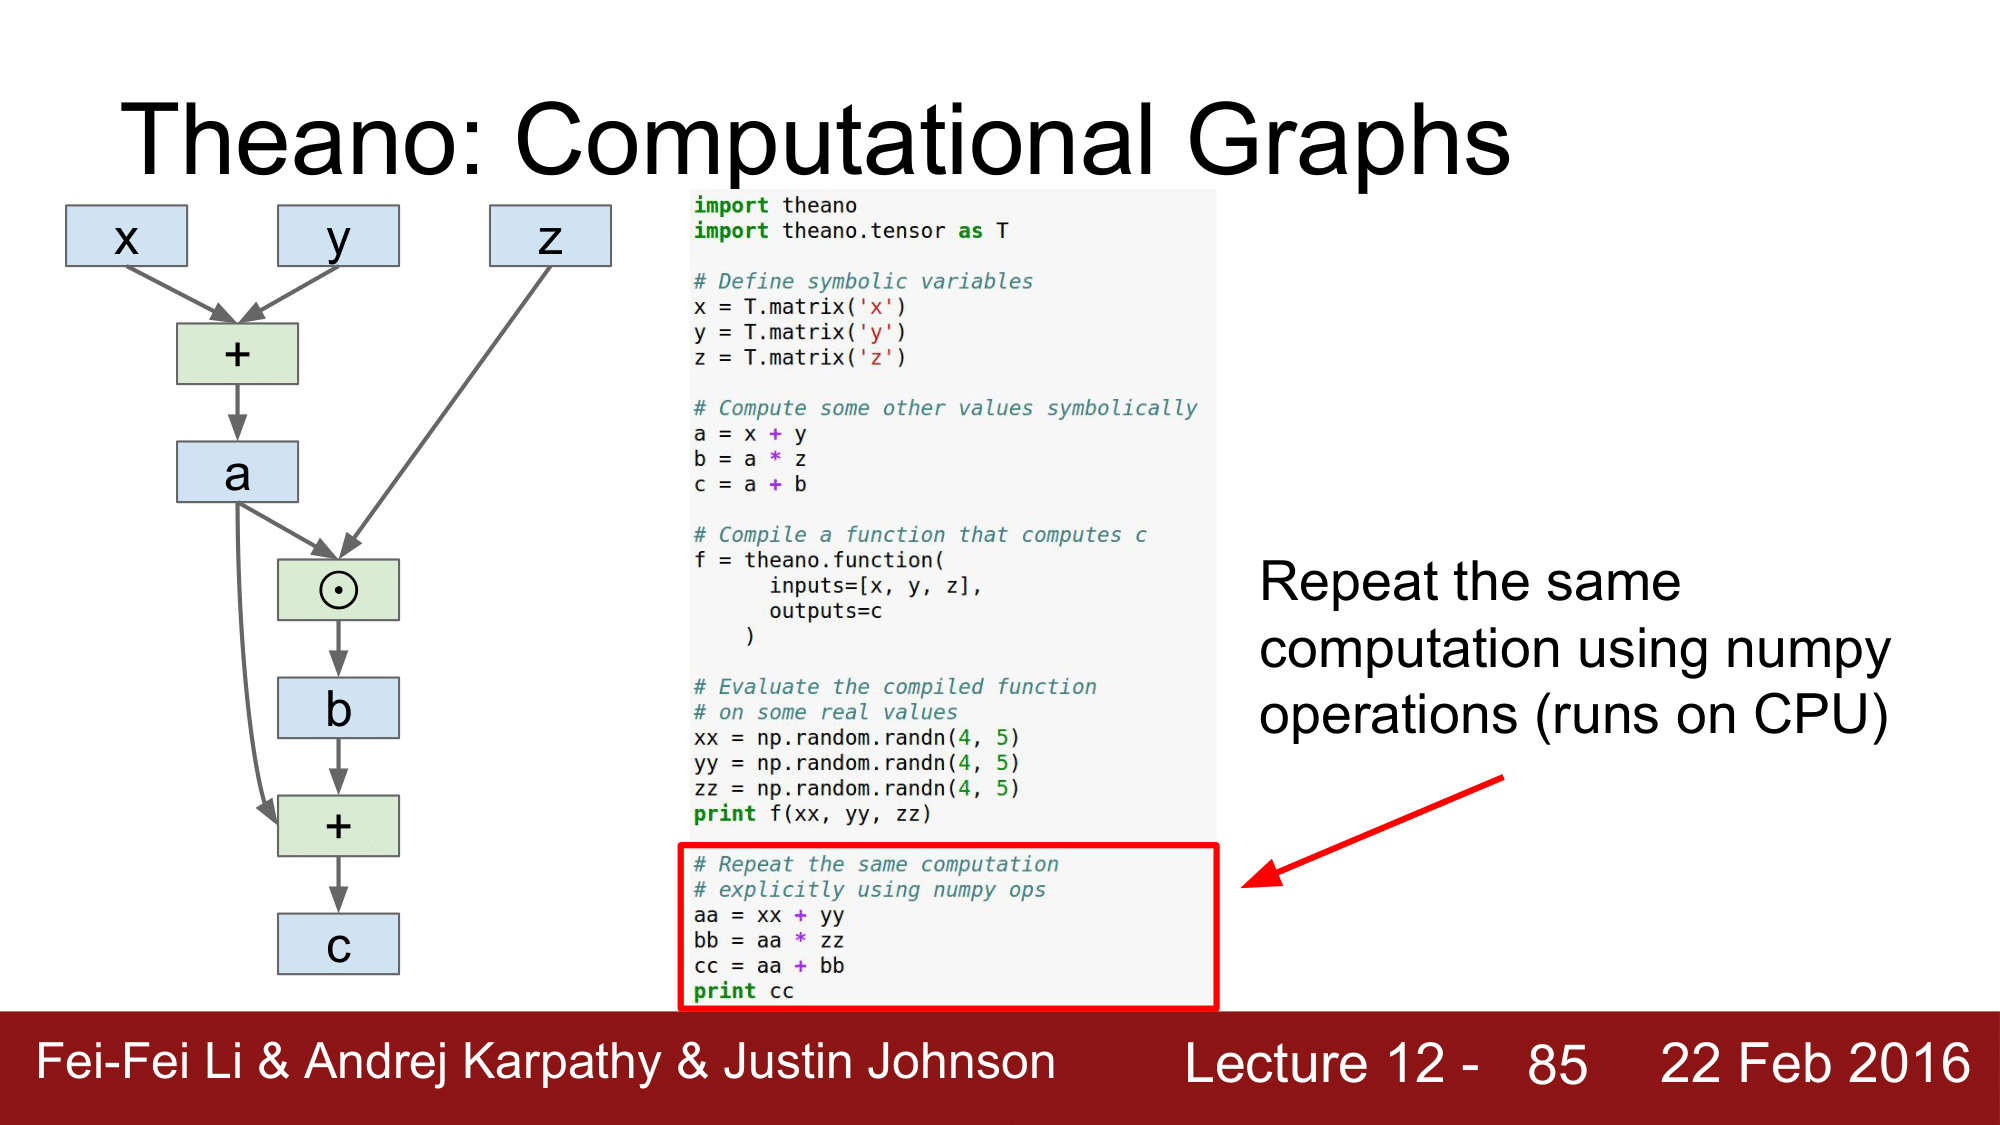 Theano: Computational Graphs
x
y
z
+
a
⊙
b
+
c
import theano
import theano.tensor as T
# Define symbolic variables
x = T.matrix('x')
y = T.matrix('y')
z = T.matrix('z')
# Compute some other values symbolically
a = x + y
b = a * z
c = a + b
# Compile a function that computes c
f = theano.function(
      inputs=[x, y, z],
      outputs=c
    )
# Evaluate the compiled function
# on some real values
xx = np.random.randn(4, 5)
yy = np.random.randn(4, 5)
zz = np.random.randn(4, 5)
print f(xx, yy, zz)
# Repeat the same computation
# explicitly using numpy ops
aa = xx + yy
bb = aa * zz
cc = aa + bb
print cc
Repeat the same
computation using numpy
operations (runs on CPU)
Fei-Fei Li & Andrej Karpathy & Justin Johnson
Lecture 12 - 85
22 Feb 2016